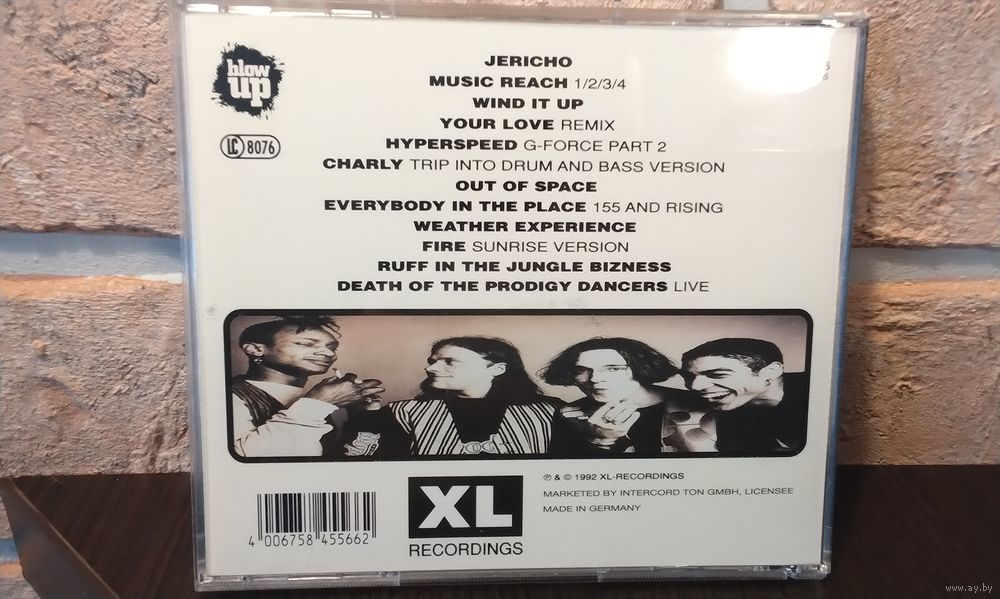 blow
up
LC 8076
JERICHO
MUSIC REACH 1/2/3/4
WIND IT UP
YOUR LOVE REMIX
HYPERSPEED G-FORCE PART 2
CHARLY TRIP INTO DRUM AND BASS VERSION
OUT OF SPACE
EVERYBODY IN THE PLACE 155 AND RISING
WEATHER EXPERIENCE
FIRE SUNRISE VERSION
RUFF IN THE JUNGLE BIZNESS
DEATH OF THE PRODIGY DANCERS LIVE
4 006758 455662
XL
RECORDINGS
℗ & © 1992 XL-RECORDINGS
MARKETED BY INTERCORD TON GMBH, LICENSEE
MADE IN GERMANY
www.ay.by